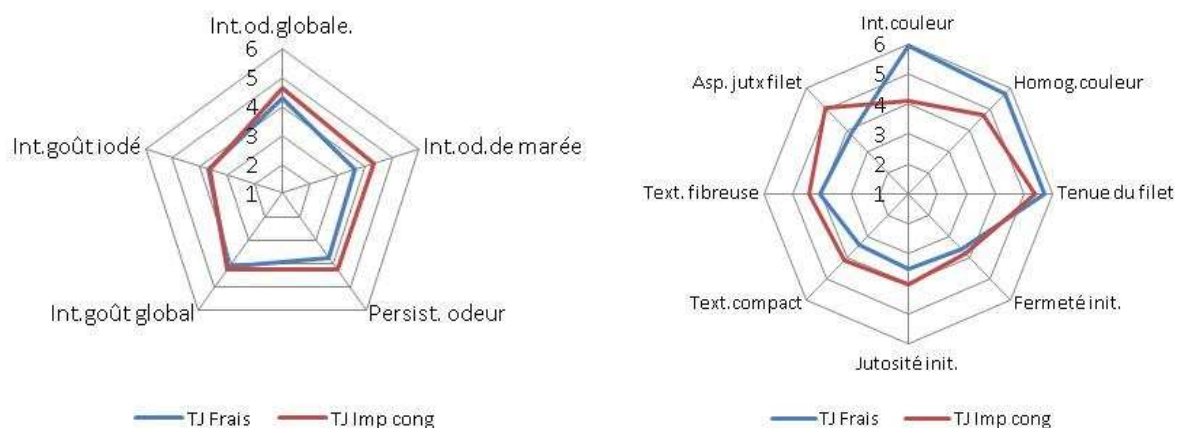 Int.od.globale.
6
5
4
3
2
1
Int.goût iodé
Int.od.de marée
Int.goût global
Persist. odeur
TJ Frais
TJ Imp cong
Int.couleur
6
5
4
3
2
1
Asp. jutx filet
Homog.couleur
Text. fibreuse
Tenue du filet
Text.compact
Fermeté init.
Jutosité init.
TJ Frais
TJ Imp cong